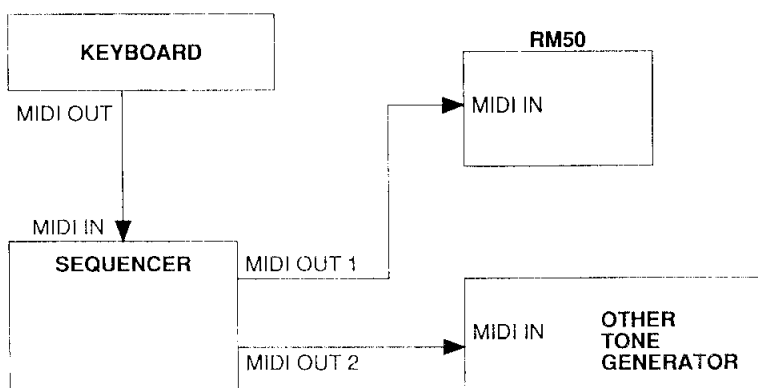 KEYBOARD
MIDI OUT
RM50
MIDI IN
MIDI IN
SEQUENCER
MIDI OUT 1
MIDI OUT 2
MIDI IN
OTHER
TONE
GENERATOR